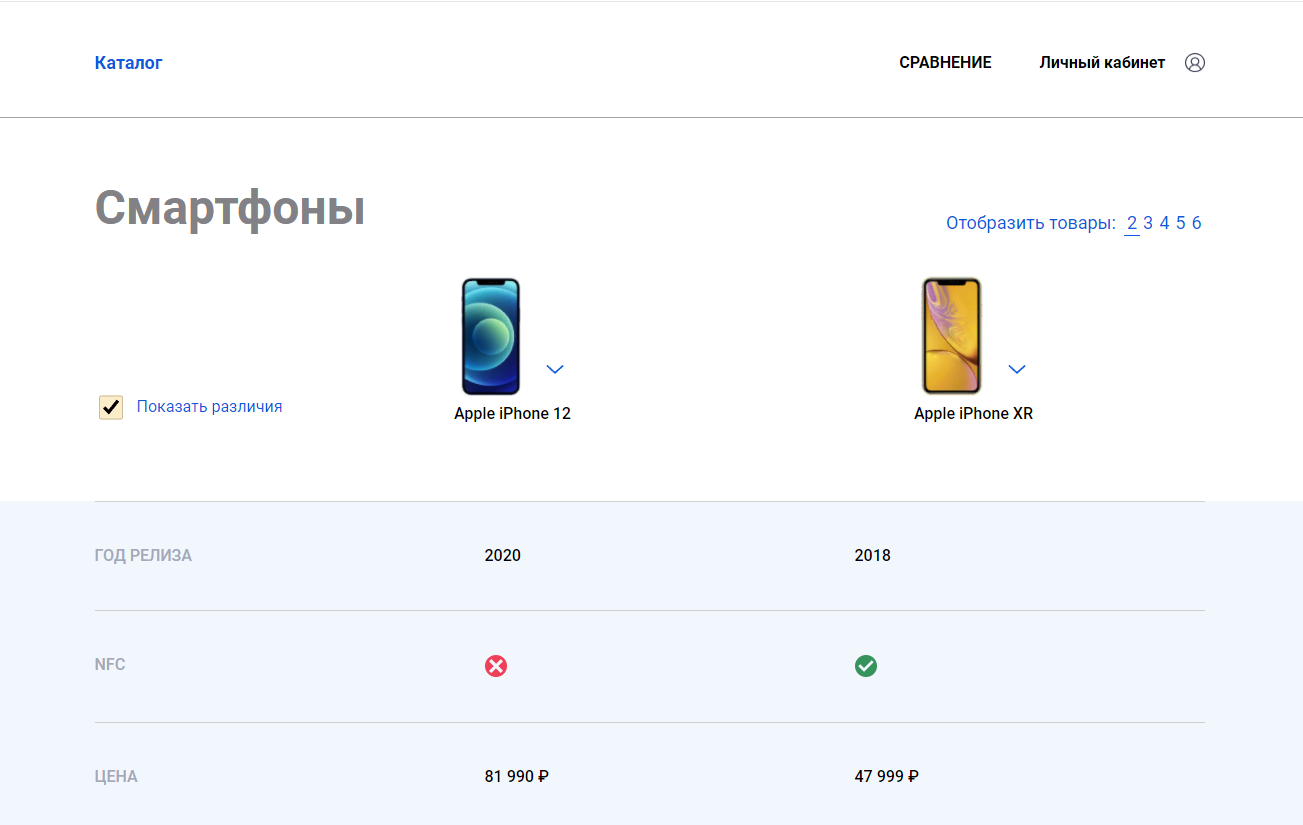 Каталог СРАВНЕНИЕ Личный кабинет
Смартфоны
Отобразить товары: 2 3 4 5 6
Показать различия
Apple iPhone 12 Apple iPhone XR
ГОД РЕЛИЗА 2020 2018
NFC
ЦЕНА 81 990 ₽ 47 999 ₽